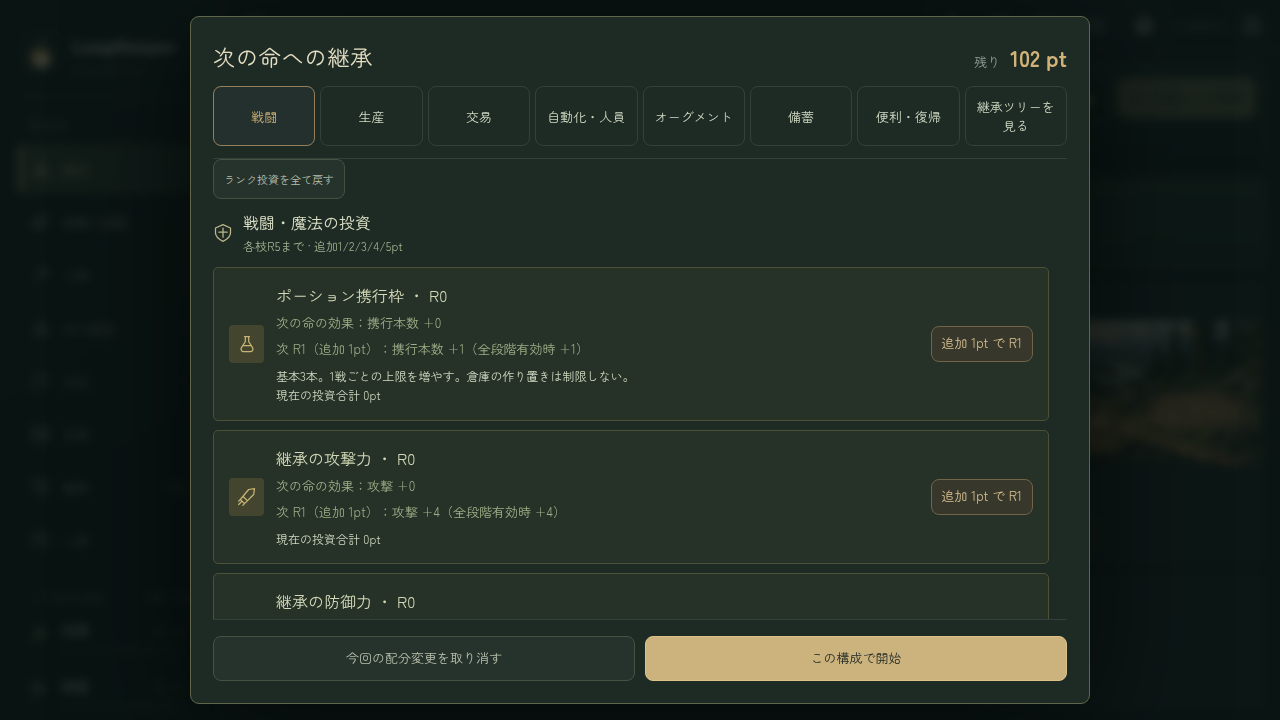 次の命への継承
残り 102 pt
戦闘
生産
交易
自動化・人員
オーグメント
備蓄
便利・復帰
継承ツリーを
見る
ランク投資を全て戻す
戦闘・魔法の投資
各枝R5まで · 追加1/2/3/4/5pt
ポーション携行枠 ・ R0
次の命の効果：携行本数 +0
次 R1（追加 1pt）：携行本数 +1（全段階有効時 +1）
基本3本。1戦ごとの上限を増やす。倉庫の作り置きは制限しない。
現在の投資合計 0pt
追加 1pt で R1
継承の攻撃力 ・ R0
次の命の効果：攻撃 +0
次 R1（追加 1pt）：攻撃 +4（全段階有効時 +4）
現在の投資合計 0pt
追加 1pt で R1
継承の防御力 ・ R0
今回の配分変更を取り消す
この構成で開始